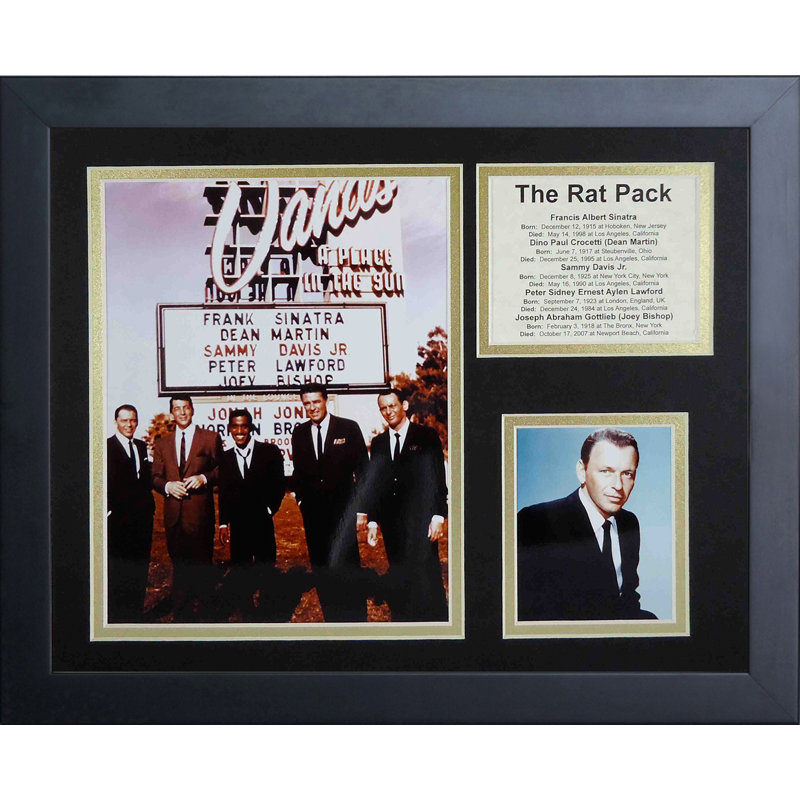 Sands
A PLACE
IN THE SUN
FRANK SINATRA
DEAN MARTIN
SAMMY DAVIS JR
PETER LAWFORD
JOEY BISHOP
IN THE LOUNGE
JONAH JON
The Rat Pack
Francis Albert Sinatra
Born: December 12, 1915 at Hoboken, New Jersey
Died: May 14, 1998 at Los Angeles, California
Dino Paul Crocetti (Dean Martin)
Born: June 7, 1917 at Steubenville, Ohio
Died: December 25, 1995 at Los Angeles, California
Sammy Davis Jr.
Born: December 8, 1925 at New York City, New York
Died: May 16, 1990 at Los Angeles, California
Peter Sidney Ernest Aylen Lawford
Born: September 7, 1923 at London, England, UK
Died: December 24, 1984 at Los Angeles, California
Joseph Abraham Gottlieb (Joey Bishop)
Born: February 3, 1918 at The Bronx, New York
Died: October 17, 2007 at Newport Beach, California